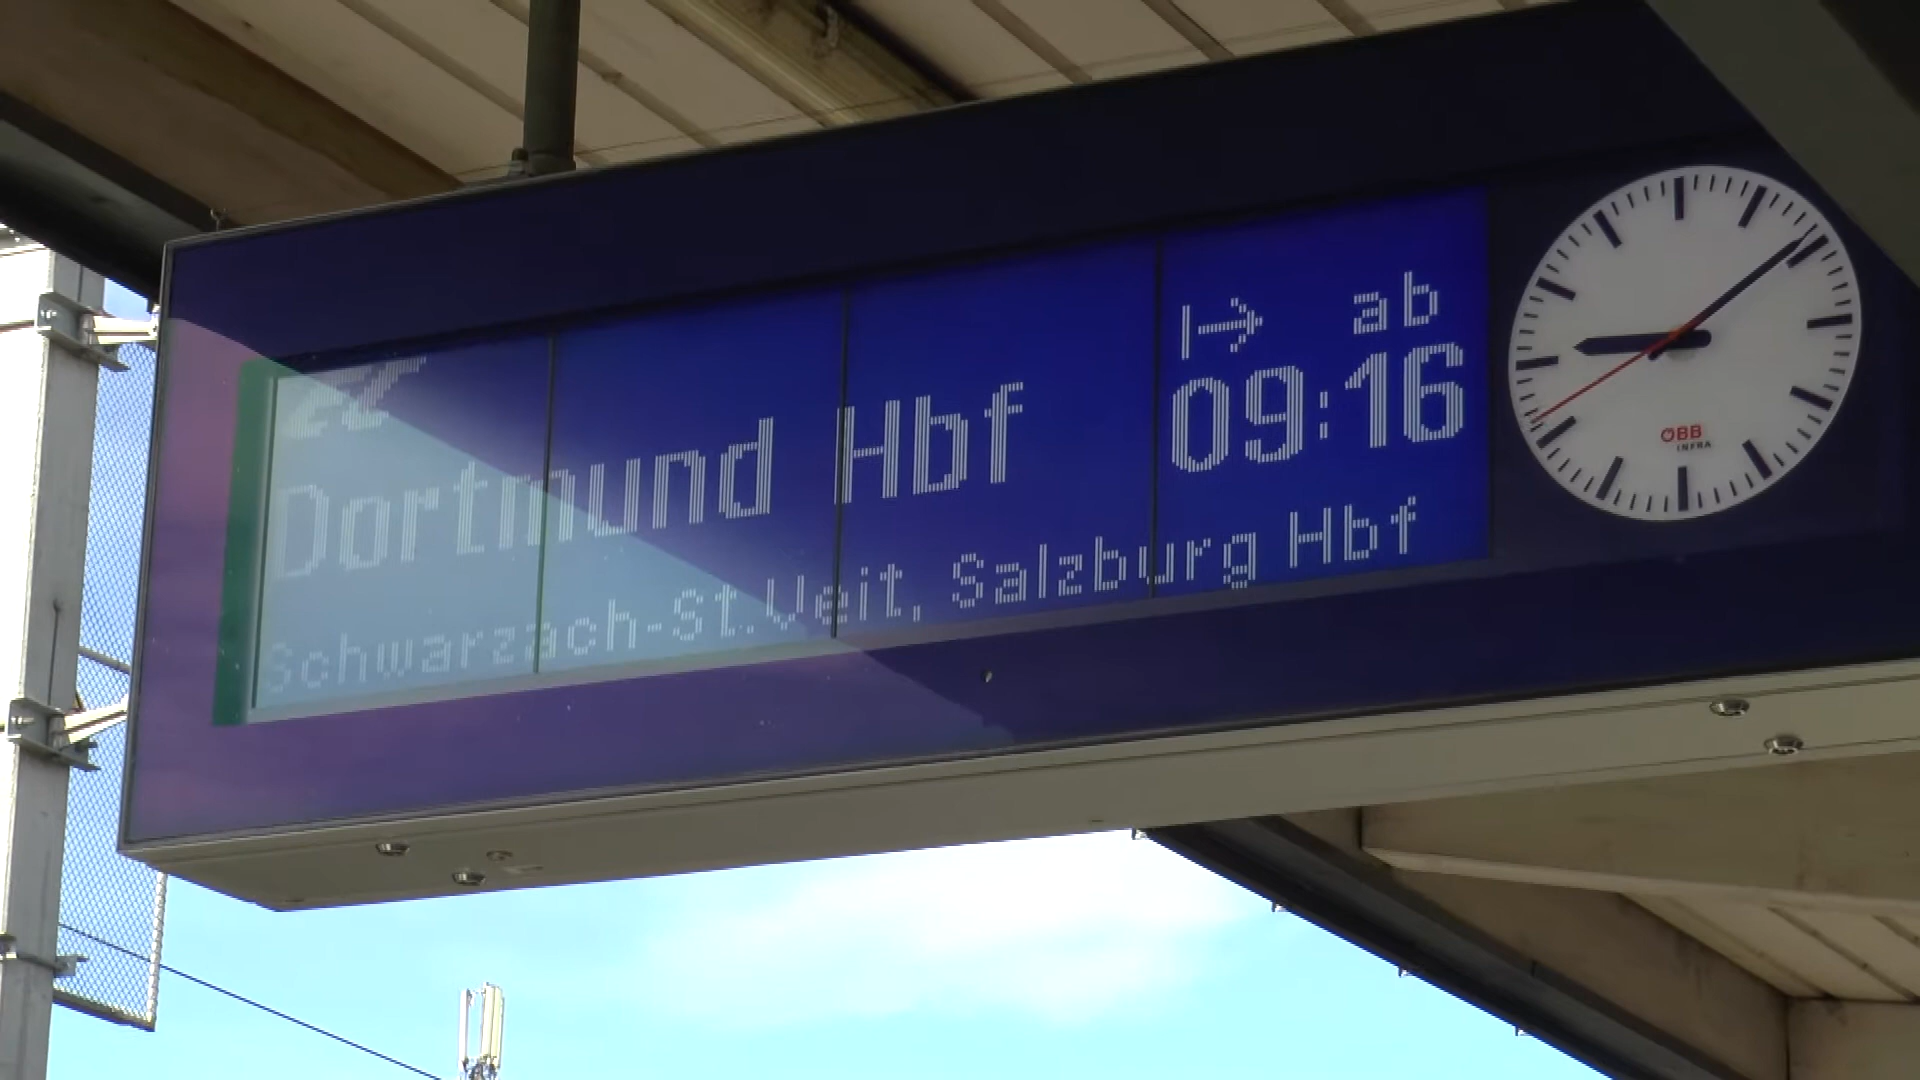 ab
Dortmund Hbf 09:16
Schwarzach-St.Veit, Salzburg Hbf
ÖBB
INFRA